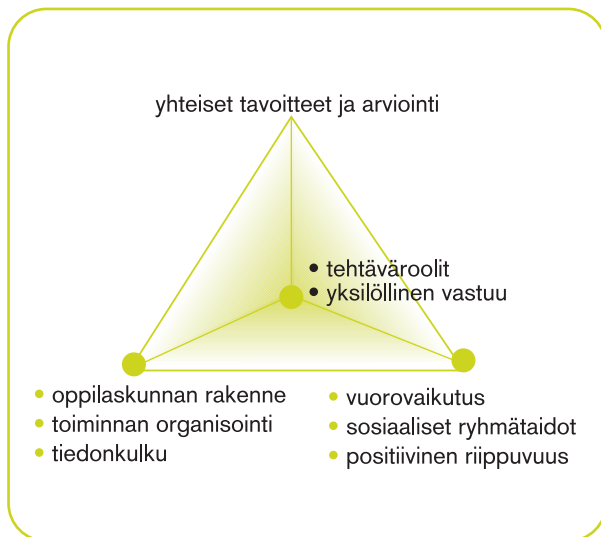 yhteiset tavoitteet ja arviointi
• tehtäväroolit
• yksilöllinen vastuu
• oppilaskunnan rakenne
• toiminnan organisointi
• tiedonkulku
• vuorovaikutus
• sosiaaliset ryhmätaidot
• positiivinen riippuvuus